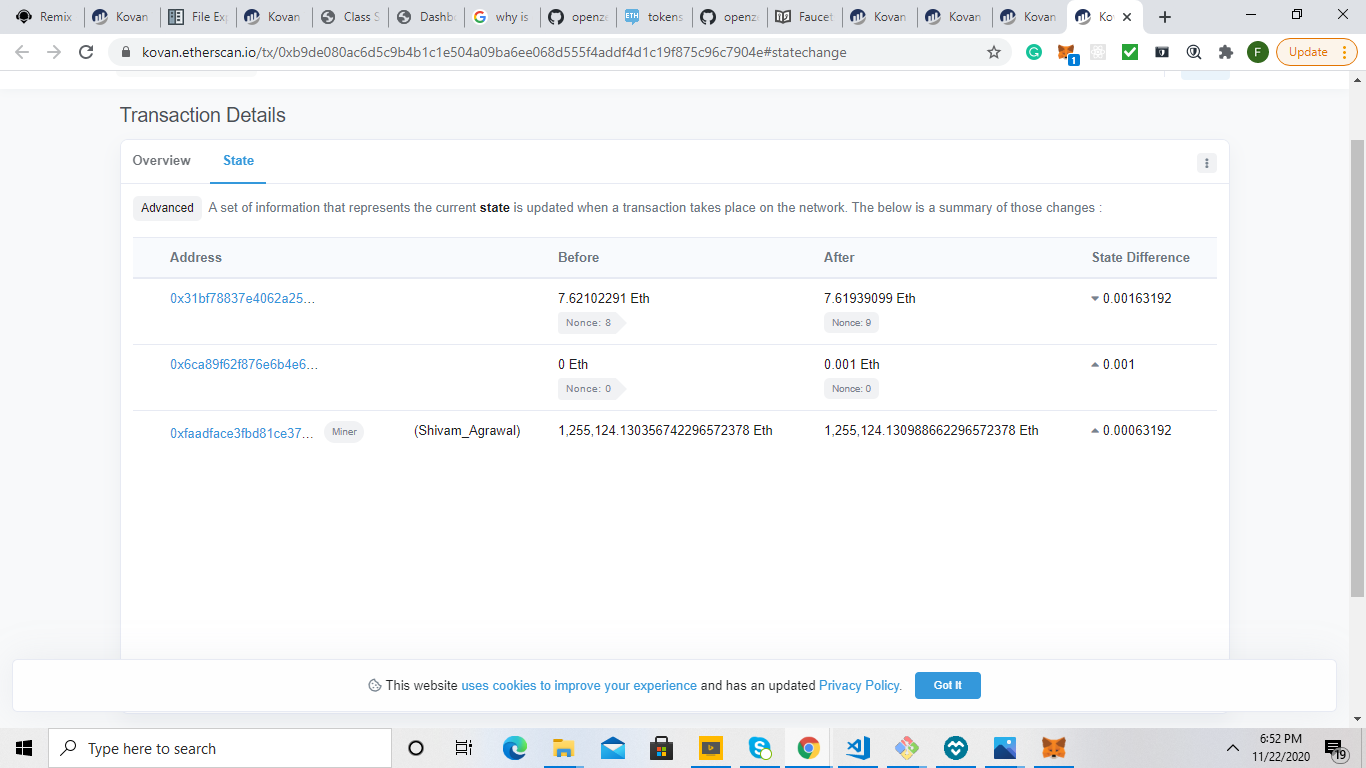 Remix
Kovan
File Exp
Kovan
Class S
Dashbo
why is
openze
tokens
openze
Faucet
Kovan
Kovan
Kovan
Ko
kovan.etherscan.io/tx/0xb9de080ac6d5c9b4b1c1e504a09ba6ee068d555f4addf4d1c19f875c96c7904e#statechange
1
F
Update
Transaction Details
Overview State
Advanced A set of information that represents the current state is updated when a transaction takes place on the network. The below is a summary of those changes :
Address Before After State Difference
0x31bf78837e4062a25... 7.62102291 Eth 7.61939099 Eth 0.00163192
Nonce: 8 Nonce: 9
0x6ca89f62f876e6b4e6... 0 Eth 0.001 Eth 0.001
Nonce: 0 Nonce: 0
0xfaadface3fbd81ce37... Miner (Shivam_Agrawal) 1,255,124.130356742296572378 Eth 1,255,124.130988662296572378 Eth 0.00063192
This website uses cookies to improve your experience and has an updated Privacy Policy. Got It
Type here to search
6:52 PM
11/22/2020
19